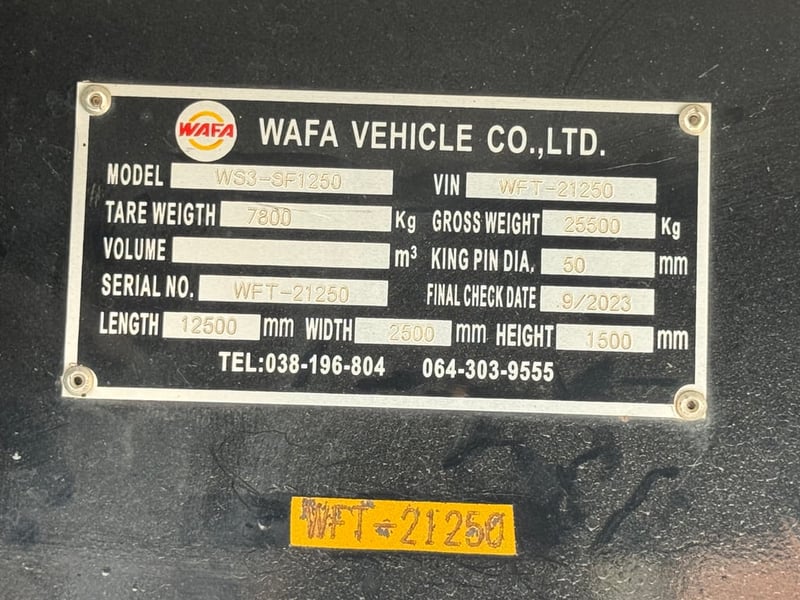 WAFA WAFA VEHICLE CO.,LTD.
MODEL WS3-SF1250 VIN WFT-21250
TARE WEIGTH 7800 Kg GROSS WEIGHT 25500 Kg
VOLUME m³ KING PIN DIA. 50 mm
SERIAL NO. WFT-21250 FINAL CHECK DATE 9/2023
LENGTH 12500 mm WIDTH 2500 mm HEIGHT 1500 mm
TEL:038-196-804 064-303-9555
WFT-21250